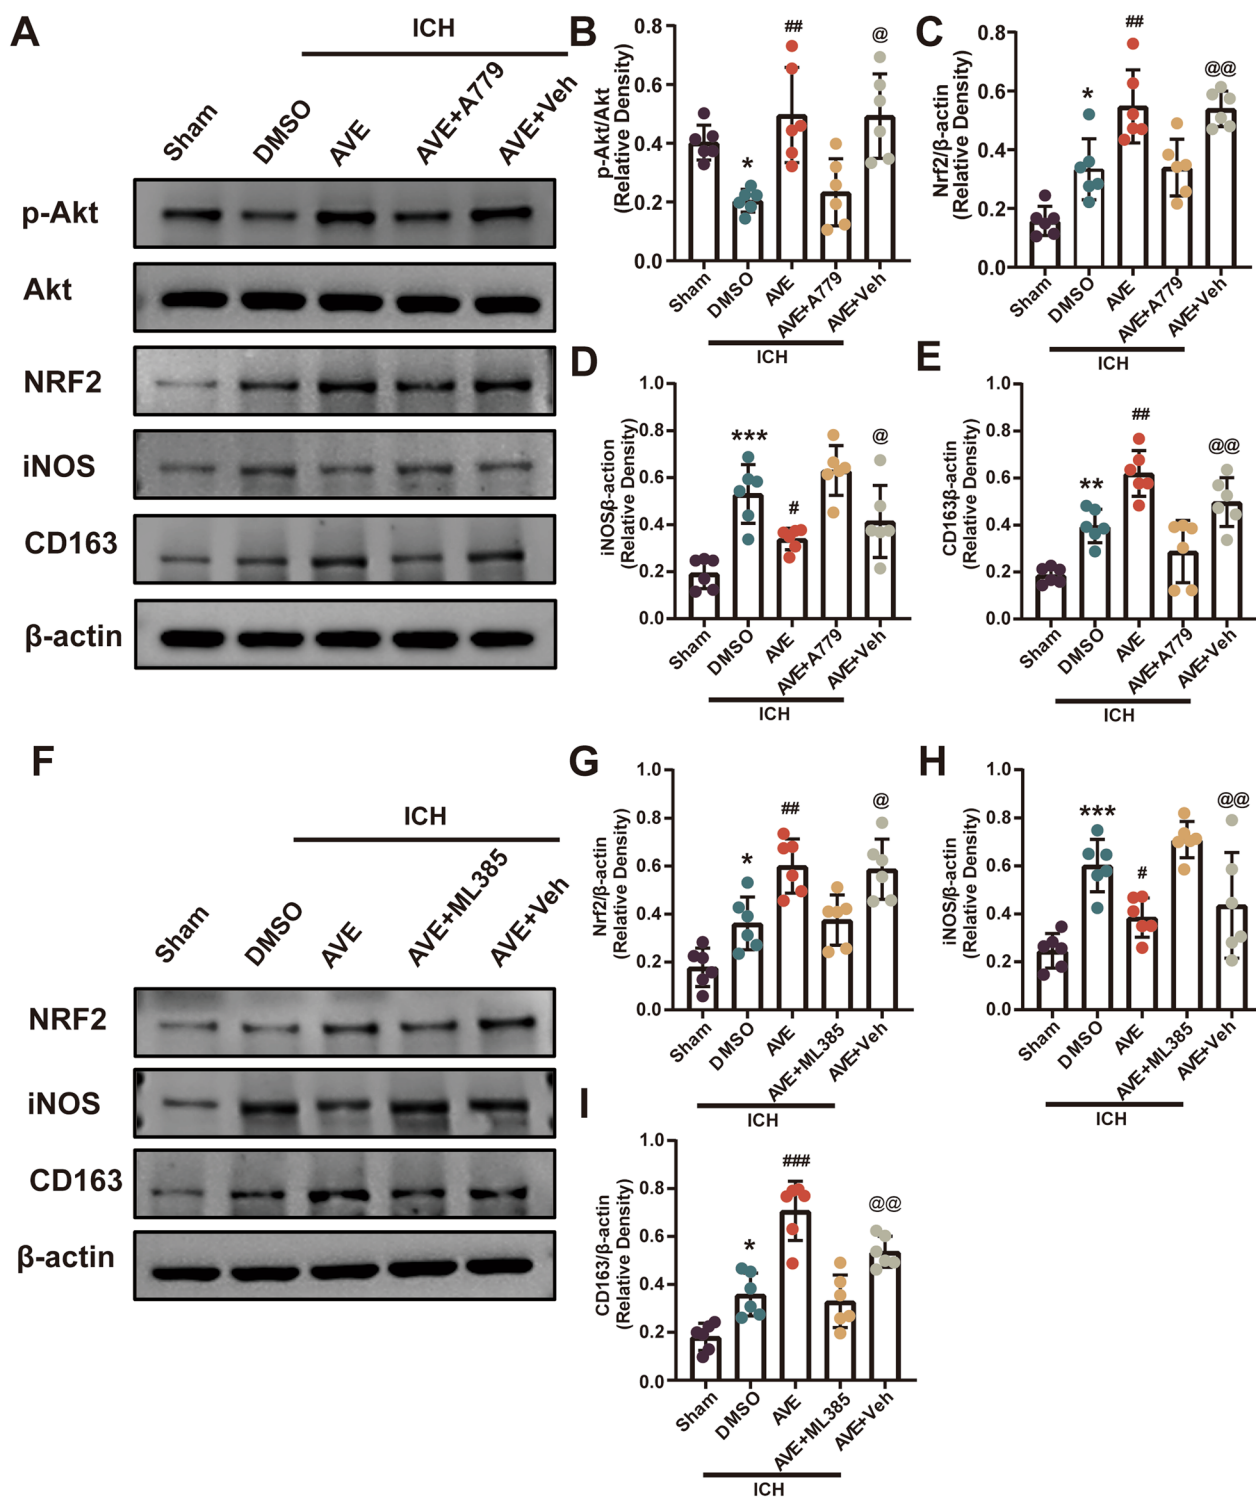 A
ICH
Sham
DMSO
AVE
AVE+A779
AVE+Veh
p-Akt
Akt
NRF2
iNOS
CD163
β-actin
B
p-Akt/Akt
(Relative Density)
0.8
0.6
0.4
0.2
0.0
*
##
@
Sham
DMSO
AVE
AVE+A779
AVE+Veh
ICH
C
Nrf2/β-actin
(Relative Density)
0.8
0.6
0.4
0.2
0.0
*
##
@@
Sham
DMSO
AVE
AVE+A779
AVE+Veh
ICH
D
iNOSβ-action
(Relative Density)
1.0
0.8
0.6
0.4
0.2
0.0
***
#
@
Sham
DMSO
AVE
AVE+A779
AVE+Veh
ICH
E
CD163β-actin
(Relative Density)
1.0
0.8
0.6
0.4
0.2
0.0
**
##
@@
Sham
DMSO
AVE
AVE+A779
AVE+Veh
ICH
F
ICH
Sham
DMSO
AVE
AVE+ML385
AVE+Veh
NRF2
iNOS
CD163
β-actin
G
Nrf2/β-actin
(Relative Density)
1.0
0.8
0.6
0.4
0.2
0.0
*
##
@
Sham
DMSO
AVE
AVE+ML385
AVE+Veh
ICH
H
iNOS/β-actin
(Relative Density)
1.0
0.8
0.6
0.4
0.2
0.0
***
#
@@
Sham
DMSO
AVE
AVE+ML385
AVE+Veh
ICH
I
CD163/β-actin
(Relative Density)
1.0
0.8
0.6
0.4
0.2
0.0
*
###
@@
Sham
DMSO
AVE
AVE+ML385
AVE+Veh
ICH